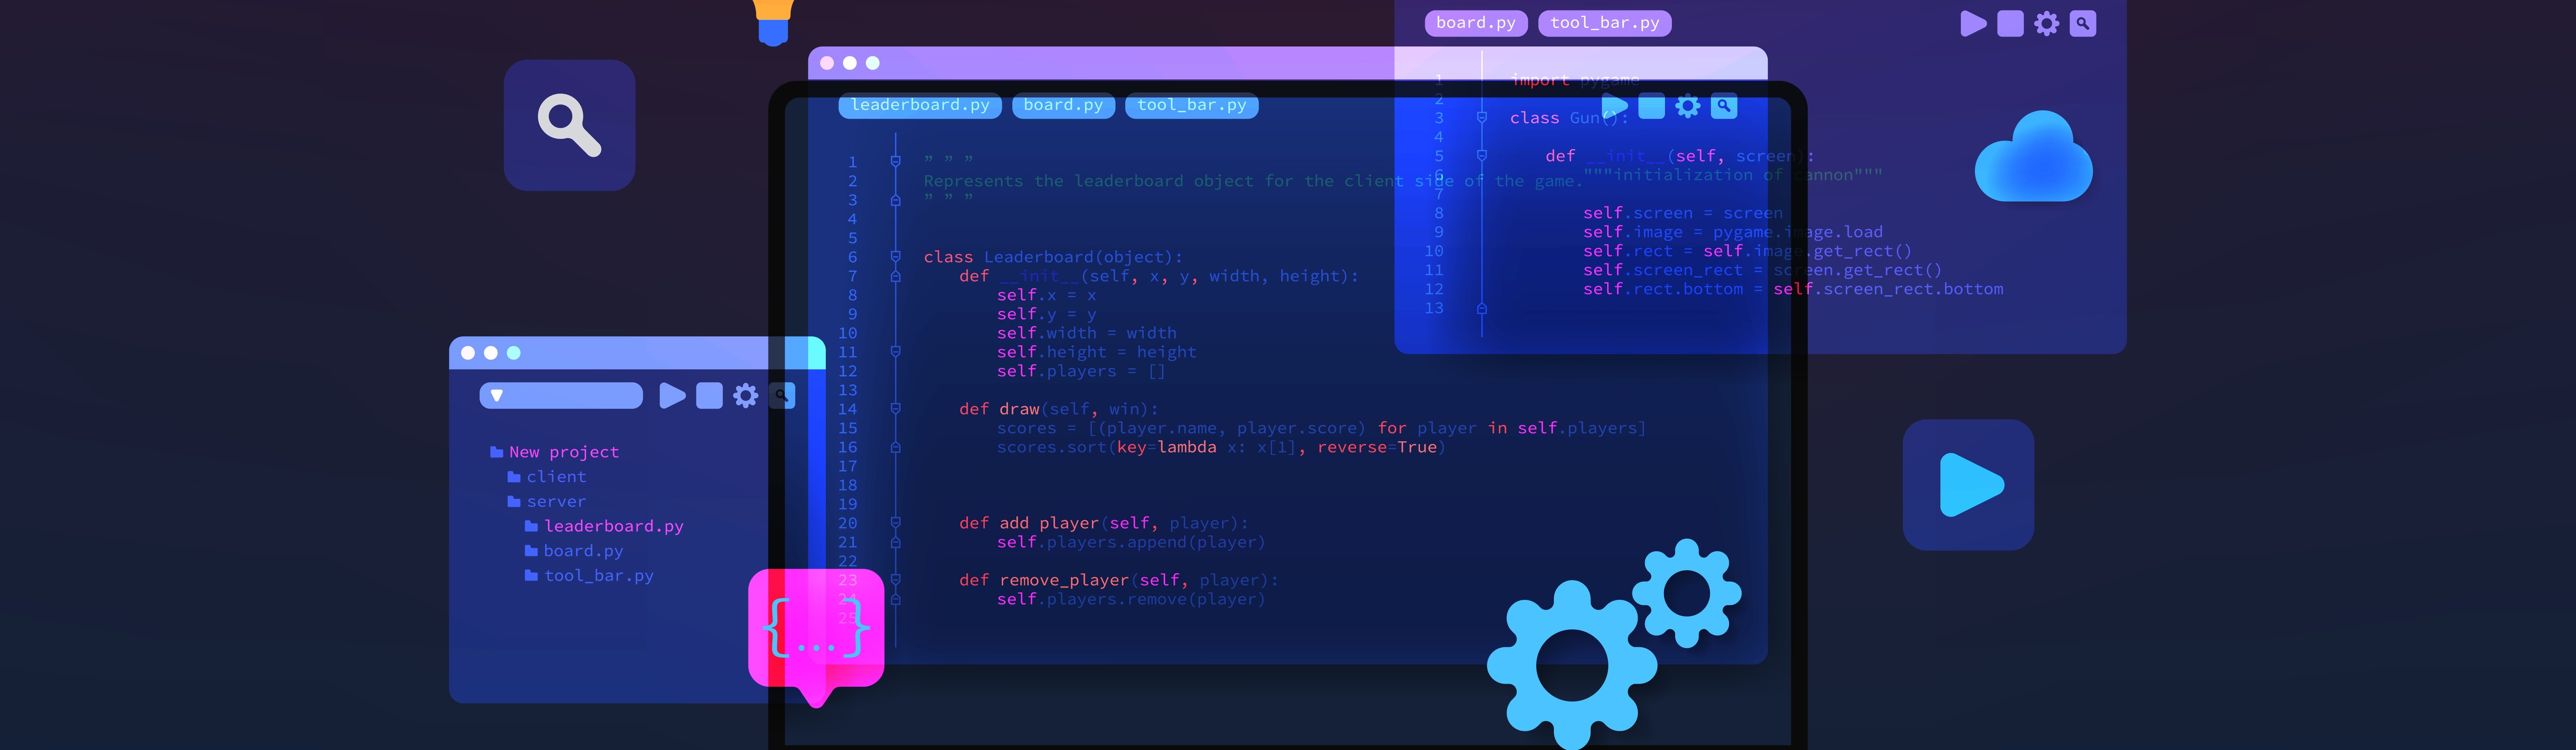 board.py tool_bar.py
leaderboard.py board.py tool_bar.py
1 " " "
2 Represents the leaderboard object for the client side of the game.
3 " " "
4
5
6 class Leaderboard(object):
7 def __init__(self, x, y, width, height):
8 self.x = x
9 self.y = y
10 self.width = width
11 self.height = height
12 self.players = []
13
14 def draw(self, win):
15 scores = [(player.name, player.score) for player in self.players]
16 scores.sort(key=lambda x: x[1], reverse=True)
17
18
19
20 def add player(self, player):
21 self.players.append(player)
22
23 def remove_player(self, player):
24 self.players.remove(player)
25
1 import pygame
2
3 class Gun():
4
5 def __init__(self, screen):
6 """initialization of cannon"""
7
8 self.screen = screen
9 self.image = pygame.image.load
10 self.rect = self.image.get_rect()
11 self.screen_rect = screen.get_rect()
12 self.rect.bottom = self.screen_rect.bottom
13
New project
client
server
leaderboard.py
board.py
tool_bar.py
{...}